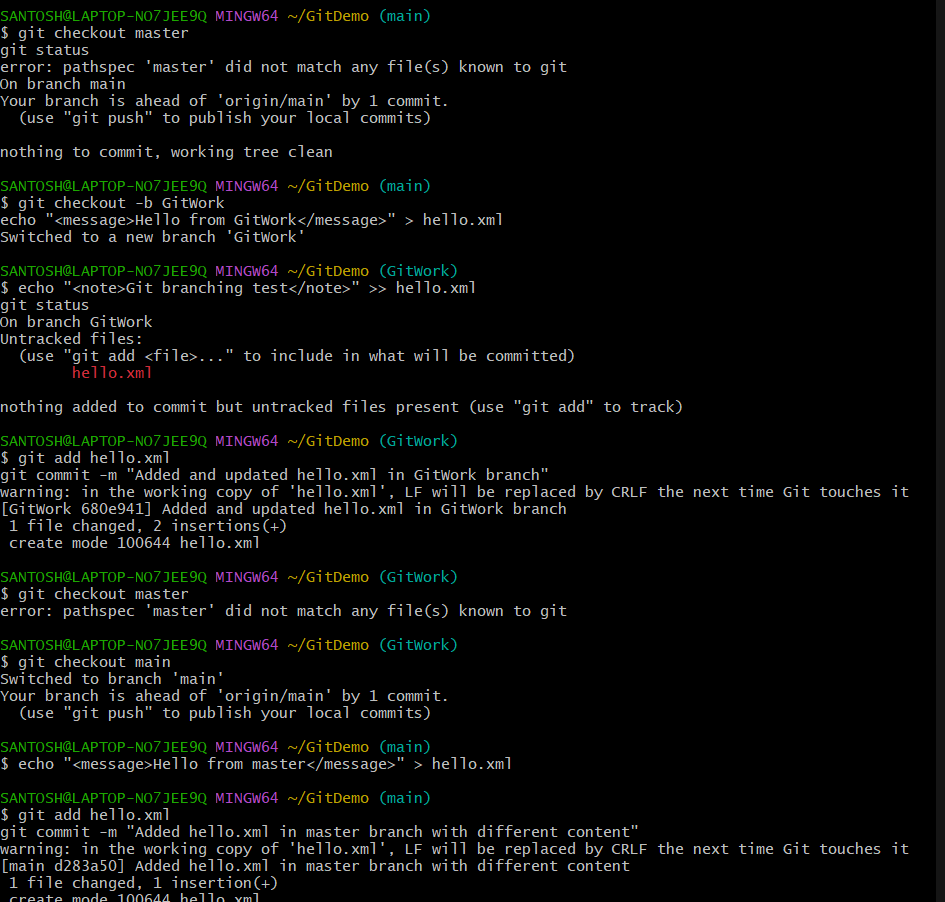 SANTOSH@LAPTOP-NO7JEE9Q MINGW64 ~/GitDemo (main)
$ git checkout master
git status
error: pathspec 'master' did not match any file(s) known to git
On branch main
Your branch is ahead of 'origin/main' by 1 commit.
  (use "git push" to publish your local commits)

nothing to commit, working tree clean

SANTOSH@LAPTOP-NO7JEE9Q MINGW64 ~/GitDemo (main)
$ git checkout -b GitWork
echo "<message>Hello from GitWork</message>" > hello.xml
Switched to a new branch 'GitWork'

SANTOSH@LAPTOP-NO7JEE9Q MINGW64 ~/GitDemo (GitWork)
$ echo "<note>Git branching test</note>" >> hello.xml
git status
On branch GitWork
Untracked files:
  (use "git add <file>..." to include in what will be committed)
        hello.xml

nothing added to commit but untracked files present (use "git add" to track)

SANTOSH@LAPTOP-NO7JEE9Q MINGW64 ~/GitDemo (GitWork)
$ git add hello.xml
git commit -m "Added and updated hello.xml in GitWork branch"
warning: in the working copy of 'hello.xml', LF will be replaced by CRLF the next time Git touches it
[GitWork 680e941] Added and updated hello.xml in GitWork branch
 1 file changed, 2 insertions(+)
 create mode 100644 hello.xml

SANTOSH@LAPTOP-NO7JEE9Q MINGW64 ~/GitDemo (GitWork)
$ git checkout master
error: pathspec 'master' did not match any file(s) known to git

SANTOSH@LAPTOP-NO7JEE9Q MINGW64 ~/GitDemo (GitWork)
$ git checkout main
Switched to branch 'main'
Your branch is ahead of 'origin/main' by 1 commit.
  (use "git push" to publish your local commits)

SANTOSH@LAPTOP-NO7JEE9Q MINGW64 ~/GitDemo (main)
$ echo "<message>Hello from master</message>" > hello.xml

SANTOSH@LAPTOP-NO7JEE9Q MINGW64 ~/GitDemo (main)
$ git add hello.xml
git commit -m "Added hello.xml in master branch with different content"
warning: in the working copy of 'hello.xml', LF will be replaced by CRLF the next time Git touches it
[main d283a50] Added hello.xml in master branch with different content
 1 file changed, 1 insertion(+)
 create mode 100644 hello.xml